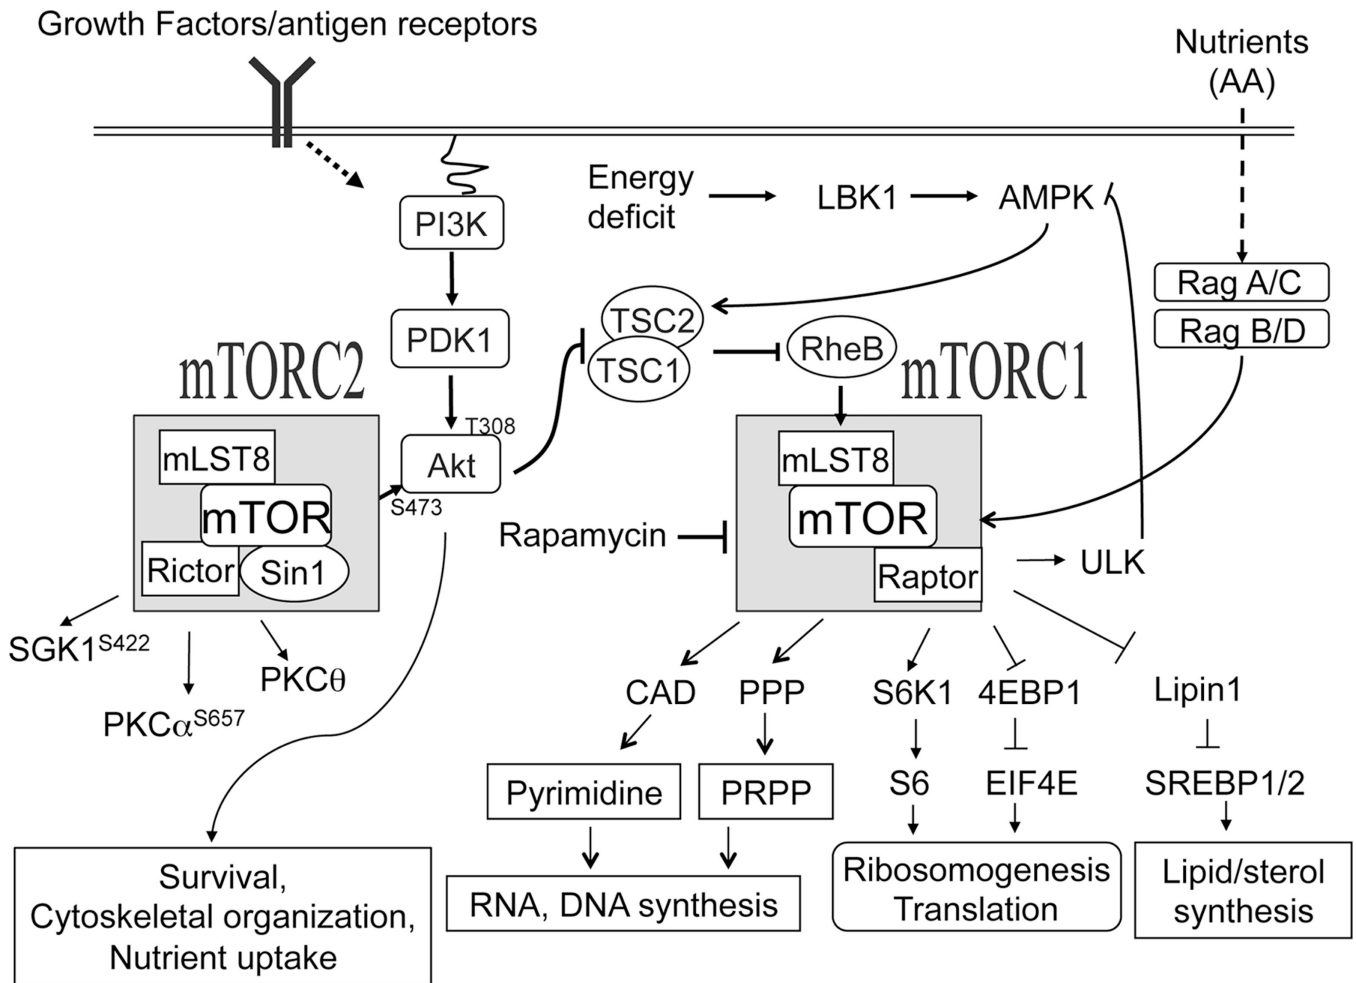 Growth Factors/antigen receptors
Nutrients
(AA)
Energy
deficit
LBK1
AMPK
PI3K
Rag A/C
Rag B/D
PDK1
TSC2
TSC1
RheB
mTORC2
mTORC1
T308
Akt
S473
mLST8
mTOR
Rictor
Sin1
mLST8
mTOR
Raptor
Rapamycin
ULK
SGK1S422
PKCθ
PKCαS657
CAD
PPP
S6K1
4EBP1
Lipin1
Pyrimidine
PRPP
S6
EIF4E
SREBP1/2
RNA, DNA synthesis
Ribosomogenesis
Translation
Lipid/sterol
synthesis
Survival,
Cytoskeletal organization,
Nutrient uptake